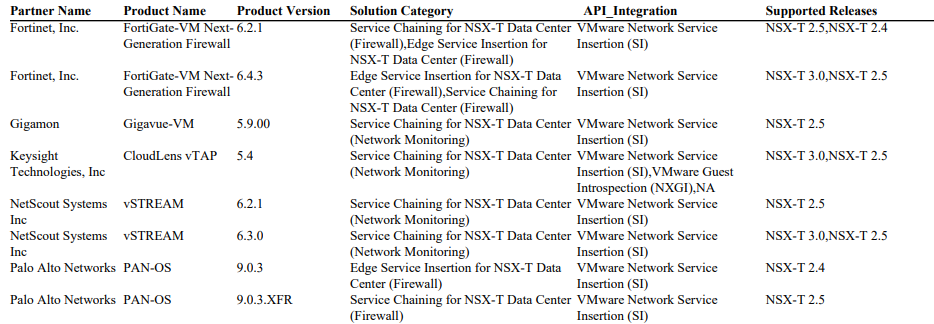 Partner Name Product Name Product Version Solution Category API_Integration Supported Releases
Fortinet, Inc. FortiGate-VM Next- 6.2.1 Service Chaining for NSX-T Data Center VMware Network Service NSX-T 2.5,NSX-T 2.4
Generation Firewall (Firewall),Edge Service Insertion for Insertion (SI)
NSX-T Data Center (Firewall)
Fortinet, Inc. FortiGate-VM Next- 6.4.3 Edge Service Insertion for NSX-T Data VMware Network Service NSX-T 3.0,NSX-T 2.5
Generation Firewall Center (Firewall),Service Chaining for Insertion (SI)
NSX-T Data Center (Firewall)
Gigamon Gigavue-VM 5.9.00 Service Chaining for NSX-T Data Center VMware Network Service NSX-T 2.5
(Network Monitoring) Insertion (SI)
Keysight CloudLens vTAP 5.4 Service Chaining for NSX-T Data Center VMware Network Service NSX-T 3.0,NSX-T 2.5
Technologies, Inc (Network Monitoring) Insertion (SI),VMware Guest
Introspection (NXGI),NA
NetScout Systems vSTREAM 6.2.1 Service Chaining for NSX-T Data Center VMware Network Service NSX-T 2.5
Inc (Network Monitoring) Insertion (SI)
NetScout Systems vSTREAM 6.3.0 Service Chaining for NSX-T Data Center VMware Network Service NSX-T 3.0,NSX-T 2.5
Inc (Network Monitoring) Insertion (SI)
Palo Alto Networks PAN-OS 9.0.3 Edge Service Insertion for NSX-T Data VMware Network Service NSX-T 2.4
Center (Firewall) Insertion (SI)
Palo Alto Networks PAN-OS 9.0.3.XFR Service Chaining for NSX-T Data Center VMware Network Service NSX-T 2.5
(Firewall) Insertion (SI)